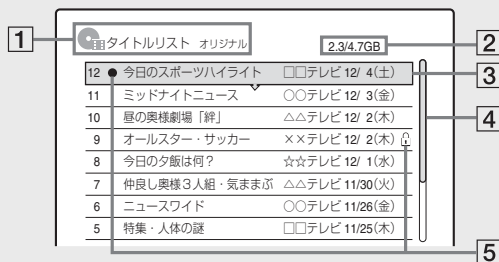 1
タイトルリスト オリジナル
2.3/4.7GB
2
12 ● 今日のスポーツハイライト □□テレビ 12/ 4(土)
3
11 ミッドナイトニュース ○○テレビ 12/ 3(金)
10 昼の奥様劇場「絆」 △△テレビ 12/ 2(木)
4
9 オールスター・サッカー ××テレビ 12/ 2(木)
8 今日の夕飯は何? ☆☆テレビ 12/ 1(水)
7 仲良し奥様3人組・気ままぶ △△テレビ 11/30(火)
6 ニュースワイド ○○テレビ 11/26(金)
5 特集・人体の謎 □□テレビ 11/25(木)
5